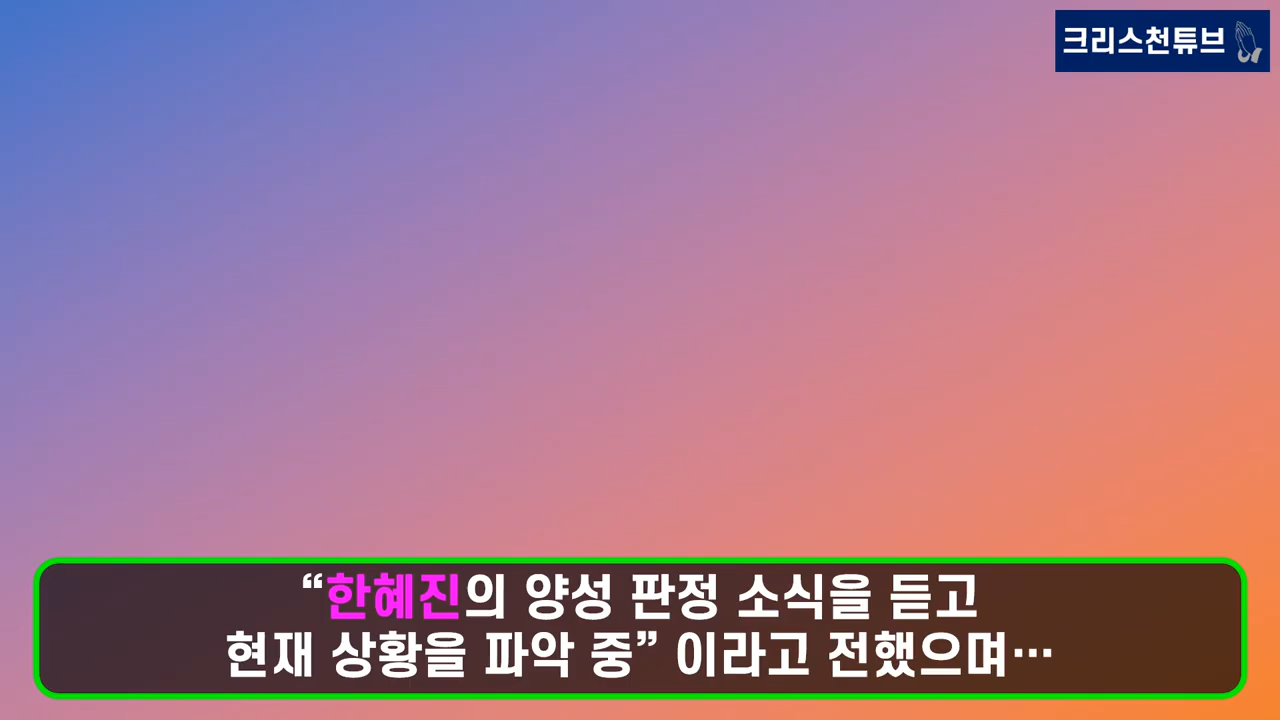 크리스천튜브
“한혜진의 양성 판정 소식을 듣고
현재 상황을 파악 중” 이라고 전했으며…